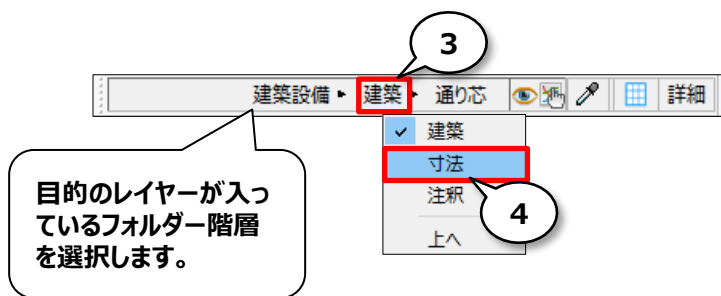 3
建築設備 ▸ 建築 ▸ 通り芯 詳細
建築
寸法
注釈
上へ
4
目的のレイヤーが入っ
ているフォルダー階層
を選択します。